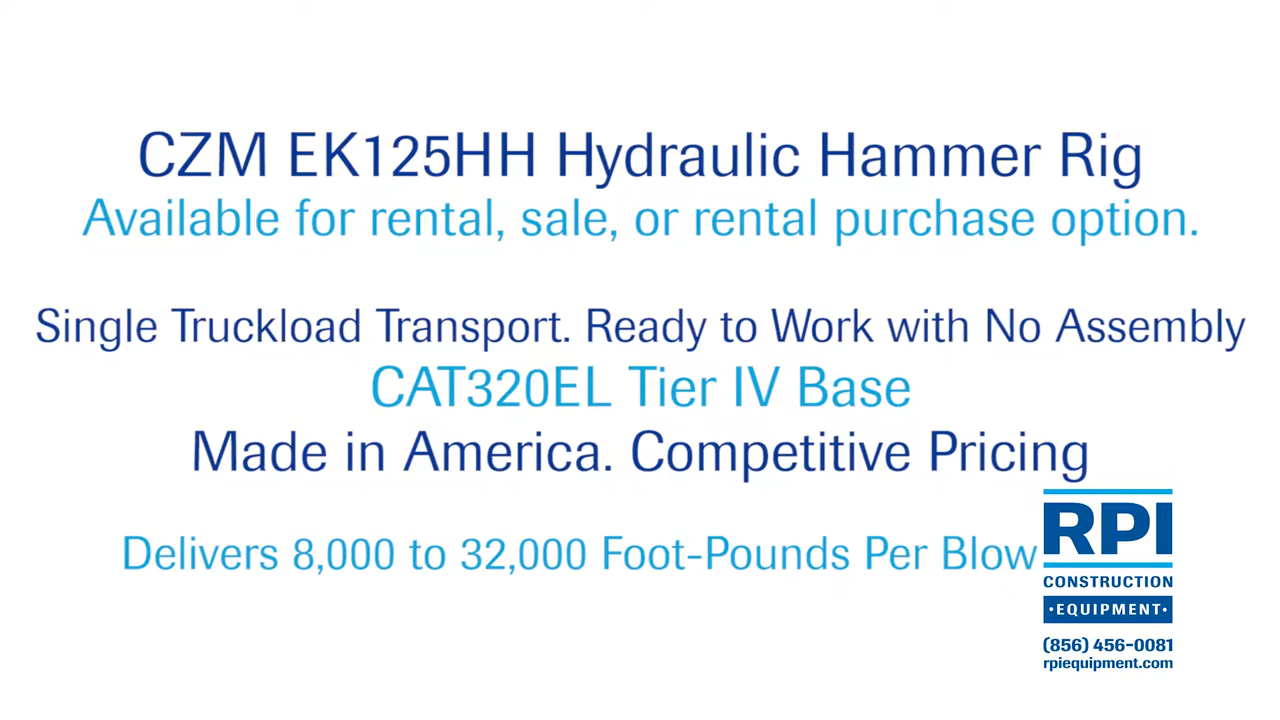 CZM EK125HH Hydraulic Hammer Rig
Available for rental, sale, or rental purchase option.
Single Truckload Transport. Ready to Work with No Assembly
CAT320EL Tier IV Base
Made in America. Competitive Pricing
Delivers 8,000 to 32,000 Foot-Pounds Per Blow
RPI
CONSTRUCTION
•EQUIPMENT•
(856) 456-0081
rpiequipment.com